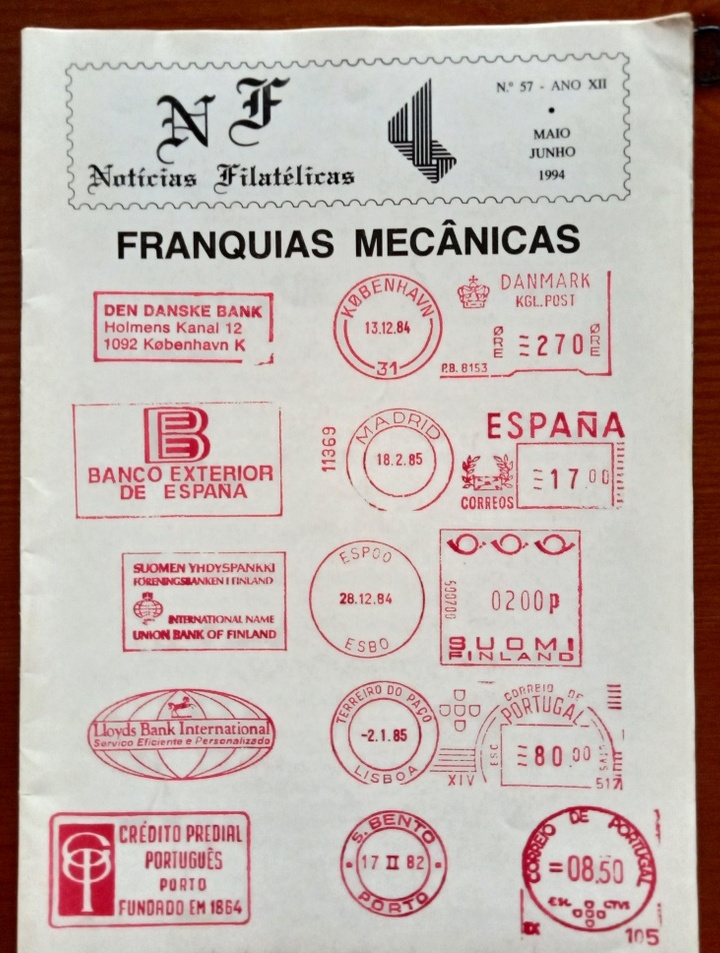 NF
Notícias Filatélicas
N.º 57 - ANO XII
•
MAIO
JUNHO
1994
FRANQUIAS MECÂNICAS
DEN DANSKE BANK
Holmens Kanal 12
1092 København K
KØBENHAVN
13.12.84
31
DANMARK
KGL.POST
ØRE
270
ØRE
P.B. 8153
BANCO EXTERIOR
DE ESPAÑA
11369
MADRID
18.2.85
ESPAÑA
CORREOS
17.00
SUOMEN YHDYSPANKKI
FÖRENINGSBANKEN I FINLAND
INTERNATIONAL NAME
UNION BANK OF FINLAND
ESPOO
28.12.84
ESBO
0200p
SUOMI
FINLAND
Lloyds Bank International
Servico Eficiente e Personalizado
TERREIRO DO PAÇO
-2.1.85
LISBOA
XIV
CORREIO DE
PORTUGAL
ESC
80.00
517
CRÉDITO PREDIAL
PORTUGUÊS
PORTO
FUNDADO EM 1864
S. BENTO
17 II 82
PORTO
CORREIO DE PORTUGAL
=08.50
ESC. CTVS
105